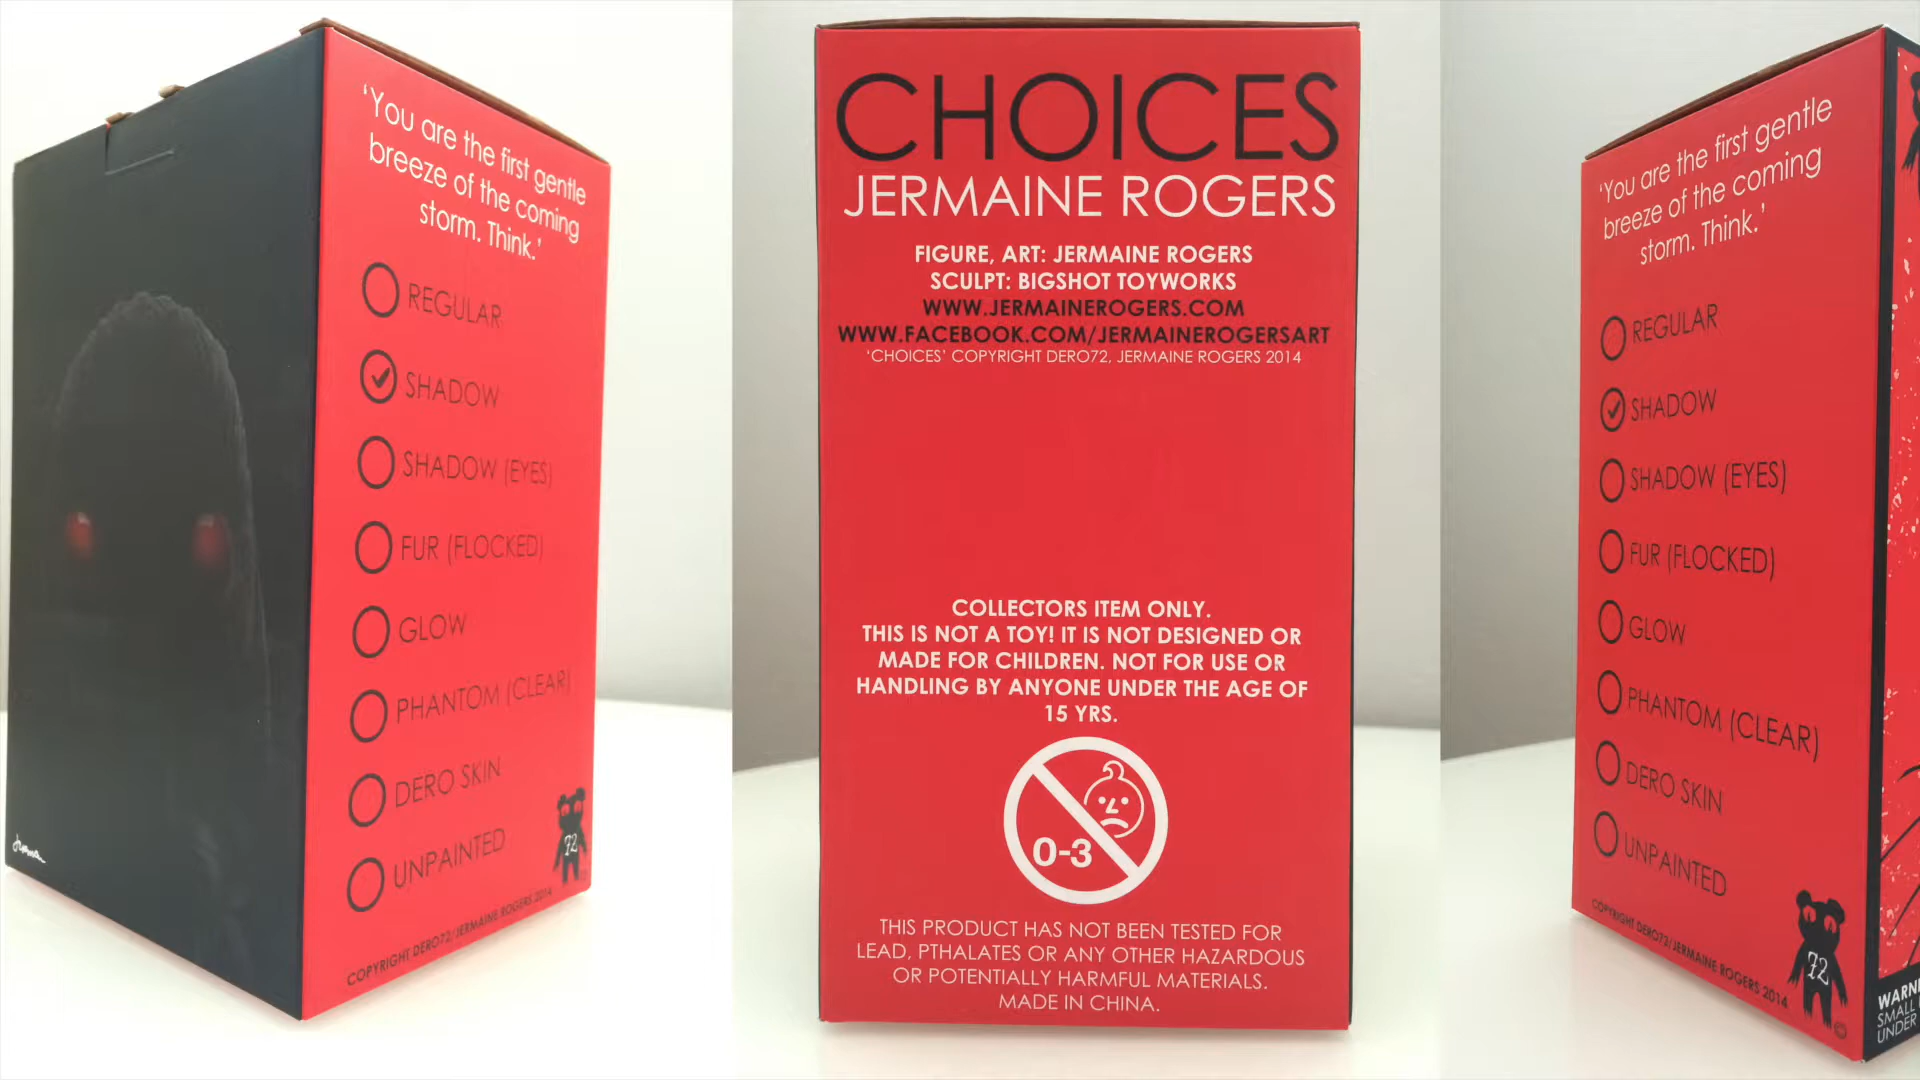 'You are the first gentle
breeze of the coming
storm. Think.'
REGULAR
SHADOW
SHADOW (EYES)
FUR (FLOCKED)
GLOW
PHANTOM (CLEAR)
DERO SKIN
UNPAINTED
72
COPYRIGHT DERO72/JERMAINE ROGERS 2014
CHOICES
JERMAINE ROGERS
FIGURE, ART: JERMAINE ROGERS
SCULPT: BIGSHOT TOYWORKS
WWW.JERMAINEROGERS.COM
WWW.FACEBOOK.COM/JERMAINEROGERSART
'CHOICES' COPYRIGHT DERO72, JERMAINE ROGERS 2014
COLLECTORS ITEM ONLY.
THIS IS NOT A TOY! IT IS NOT DESIGNED OR
MADE FOR CHILDREN. NOT FOR USE OR
HANDLING BY ANYONE UNDER THE AGE OF
15 YRS.
0-3
THIS PRODUCT HAS NOT BEEN TESTED FOR
LEAD, PTHALATES OR ANY OTHER HAZARDOUS
OR POTENTIALLY HARMFUL MATERIALS.
MADE IN CHINA.
'You are the first gentle
breeze of the coming
storm. Think.'
REGULAR
SHADOW
SHADOW (EYES)
FUR (FLOCKED)
GLOW
PHANTOM (CLEAR)
DERO SKIN
UNPAINTED
72
COPYRIGHT DERO72/JERMAINE ROGERS 2014
©
WARN
SMALL
UNDER